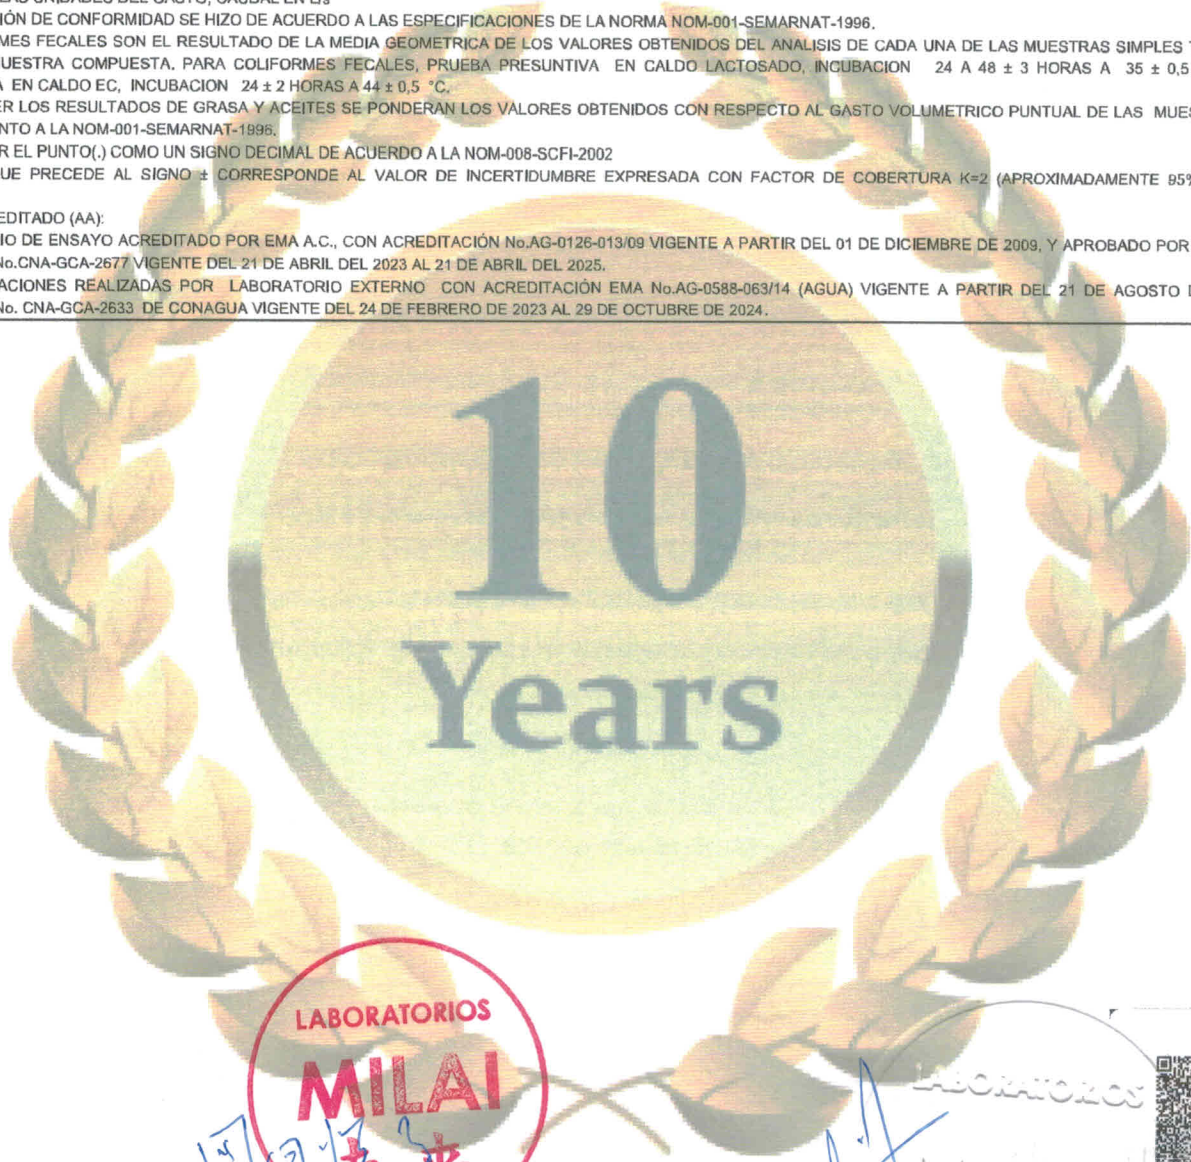 LAS UNIDADES DEL GASTO, CAUDAL EN L/s
IÓN DE CONFORMIDAD SE HIZO DE ACUERDO A LAS ESPECIFICACIONES DE LA NORMA NOM-001-SEMARNAT-1996.
MES FECALES SON EL RESULTADO DE LA MEDIA GEOMETRICA DE LOS VALORES OBTENIDOS DEL ANALISIS DE CADA UNA DE LAS MUESTRAS SIMPLES
UESTRA COMPUESTA. PARA COLIFORMES FECALES, PRUEBA PRESUNTIVA EN CALDO LACTOSADO, INCUBACION 24 A 48 ± 3 HORAS A 35 ± 0,5
A EN CALDO EC, INCUBACION 24 ± 2 HORAS A 44 ± 0,5 °C.
ER LOS RESULTADOS DE GRASA Y ACEITES SE PONDERAN LOS VALORES OBTENIDOS CON RESPECTO AL GASTO VOLUMETRICO PUNTUAL DE LAS MUES
NTO A LA NOM-001-SEMARNAT-1996.
R EL PUNTO(.) COMO UN SIGNO DECIMAL DE ACUERDO A LA NOM-008-SCFI-2002
UE PRECEDE AL SIGNO ± CORRESPONDE AL VALOR DE INCERTIDUMBRE EXPRESADA CON FACTOR DE COBERTURA K=2 (APROXIMADAMENTE 95%
EDITADO (AA):
IO DE ENSAYO ACREDITADO POR EMA A.C., CON ACREDITACIÓN No.AG-0126-013/09 VIGENTE A PARTIR DEL 01 DE DICIEMBRE DE 2009, Y APROBADO POR
No.CNA-GCA-2677 VIGENTE DEL 21 DE ABRIL DEL 2023 AL 21 DE ABRIL DEL 2025.
ACIONES REALIZADAS POR LABORATORIO EXTERNO CON ACREDITACIÓN EMA No.AG-0588-063/14 (AGUA) VIGENTE A PARTIR DEL 21 DE AGOSTO D
No. CNA-GCA-2633 DE CONAGUA VIGENTE DEL 24 DE FEBRERO DE 2023 AL 29 DE OCTUBRE DE 2024.
10
Years
LABORATORIOS
MILAI
LABORATORIOS